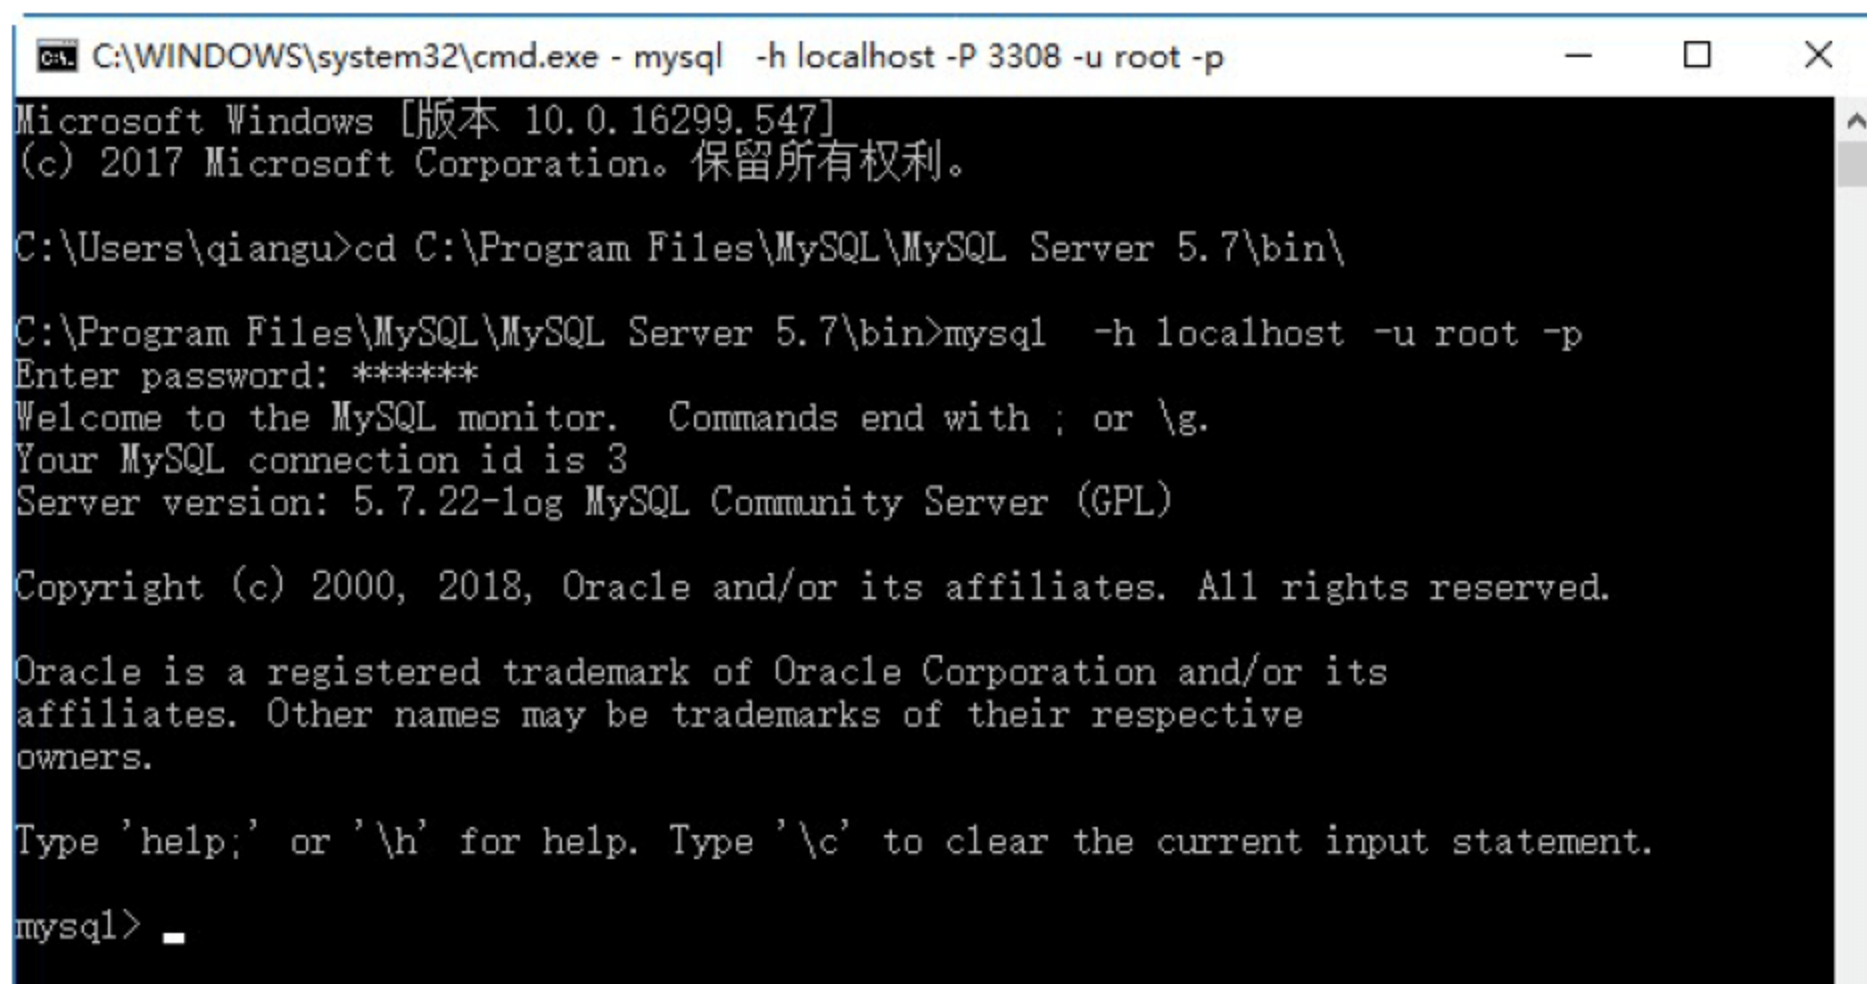 C:\WINDOWS\system32\cmd.exe - mysql  -h localhost -P 3308 -u root -p
Microsoft Windows [版本 10.0.16299.547]
(c) 2017 Microsoft Corporation。保留所有权利。
C:\Users\qiangu>cd C:\Program Files\MySQL\MySQL Server 5.7\bin\
C:\Program Files\MySQL\MySQL Server 5.7\bin>mysql  -h localhost -u root -p
Enter password: ******
Welcome to the MySQL monitor.  Commands end with ; or \g.
Your MySQL connection id is 3
Server version: 5.7.22-log MySQL Community Server (GPL)
Copyright (c) 2000, 2018, Oracle and/or its affiliates. All rights reserved.
Oracle is a registered trademark of Oracle Corporation and/or its
affiliates. Other names may be trademarks of their respective
owners.
Type 'help;' or '\h' for help. Type '\c' to clear the current input statement.
mysql>